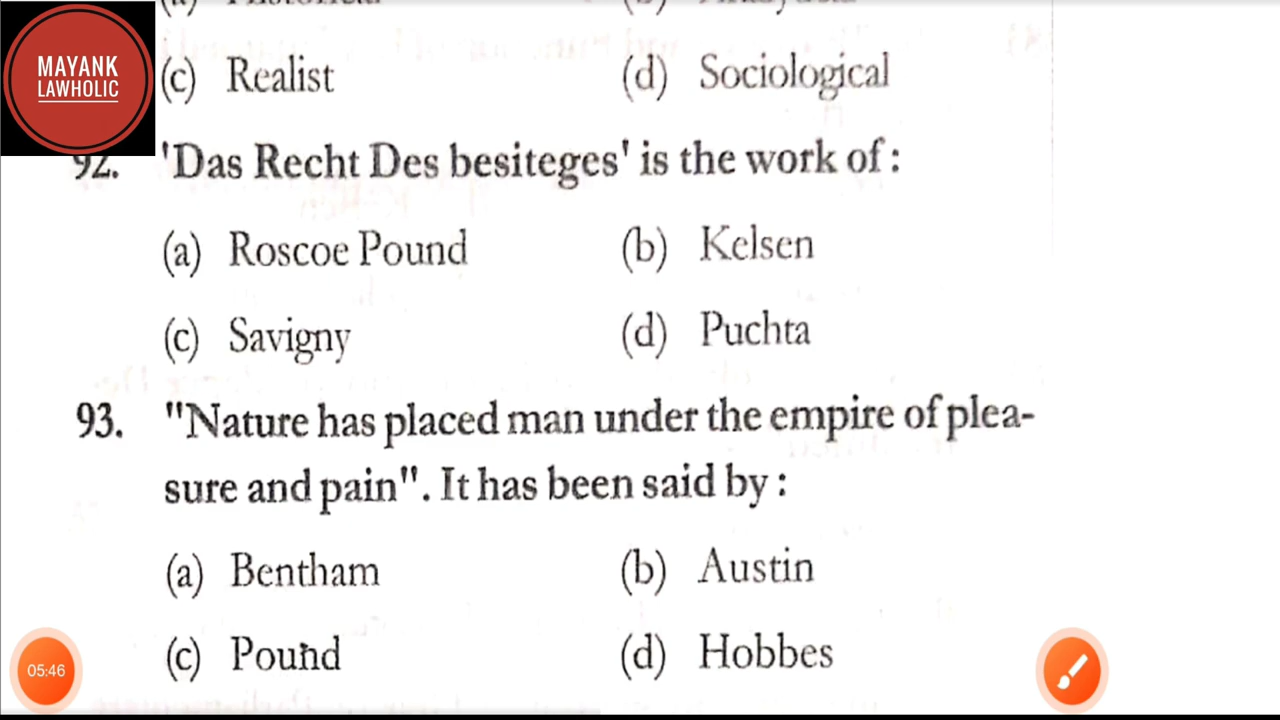 MAYANK
LAWHOLIC
(c) Realist (d) Sociological
92. 'Das Recht Des besiteges' is the work of :
(a) Roscoe Pound (b) Kelsen
(c) Savigny (d) Puchta
93. "Nature has placed man under the empire of plea-
sure and pain". It has been said by :
(a) Bentham (b) Austin
(c) Pound (d) Hobbes
05:46